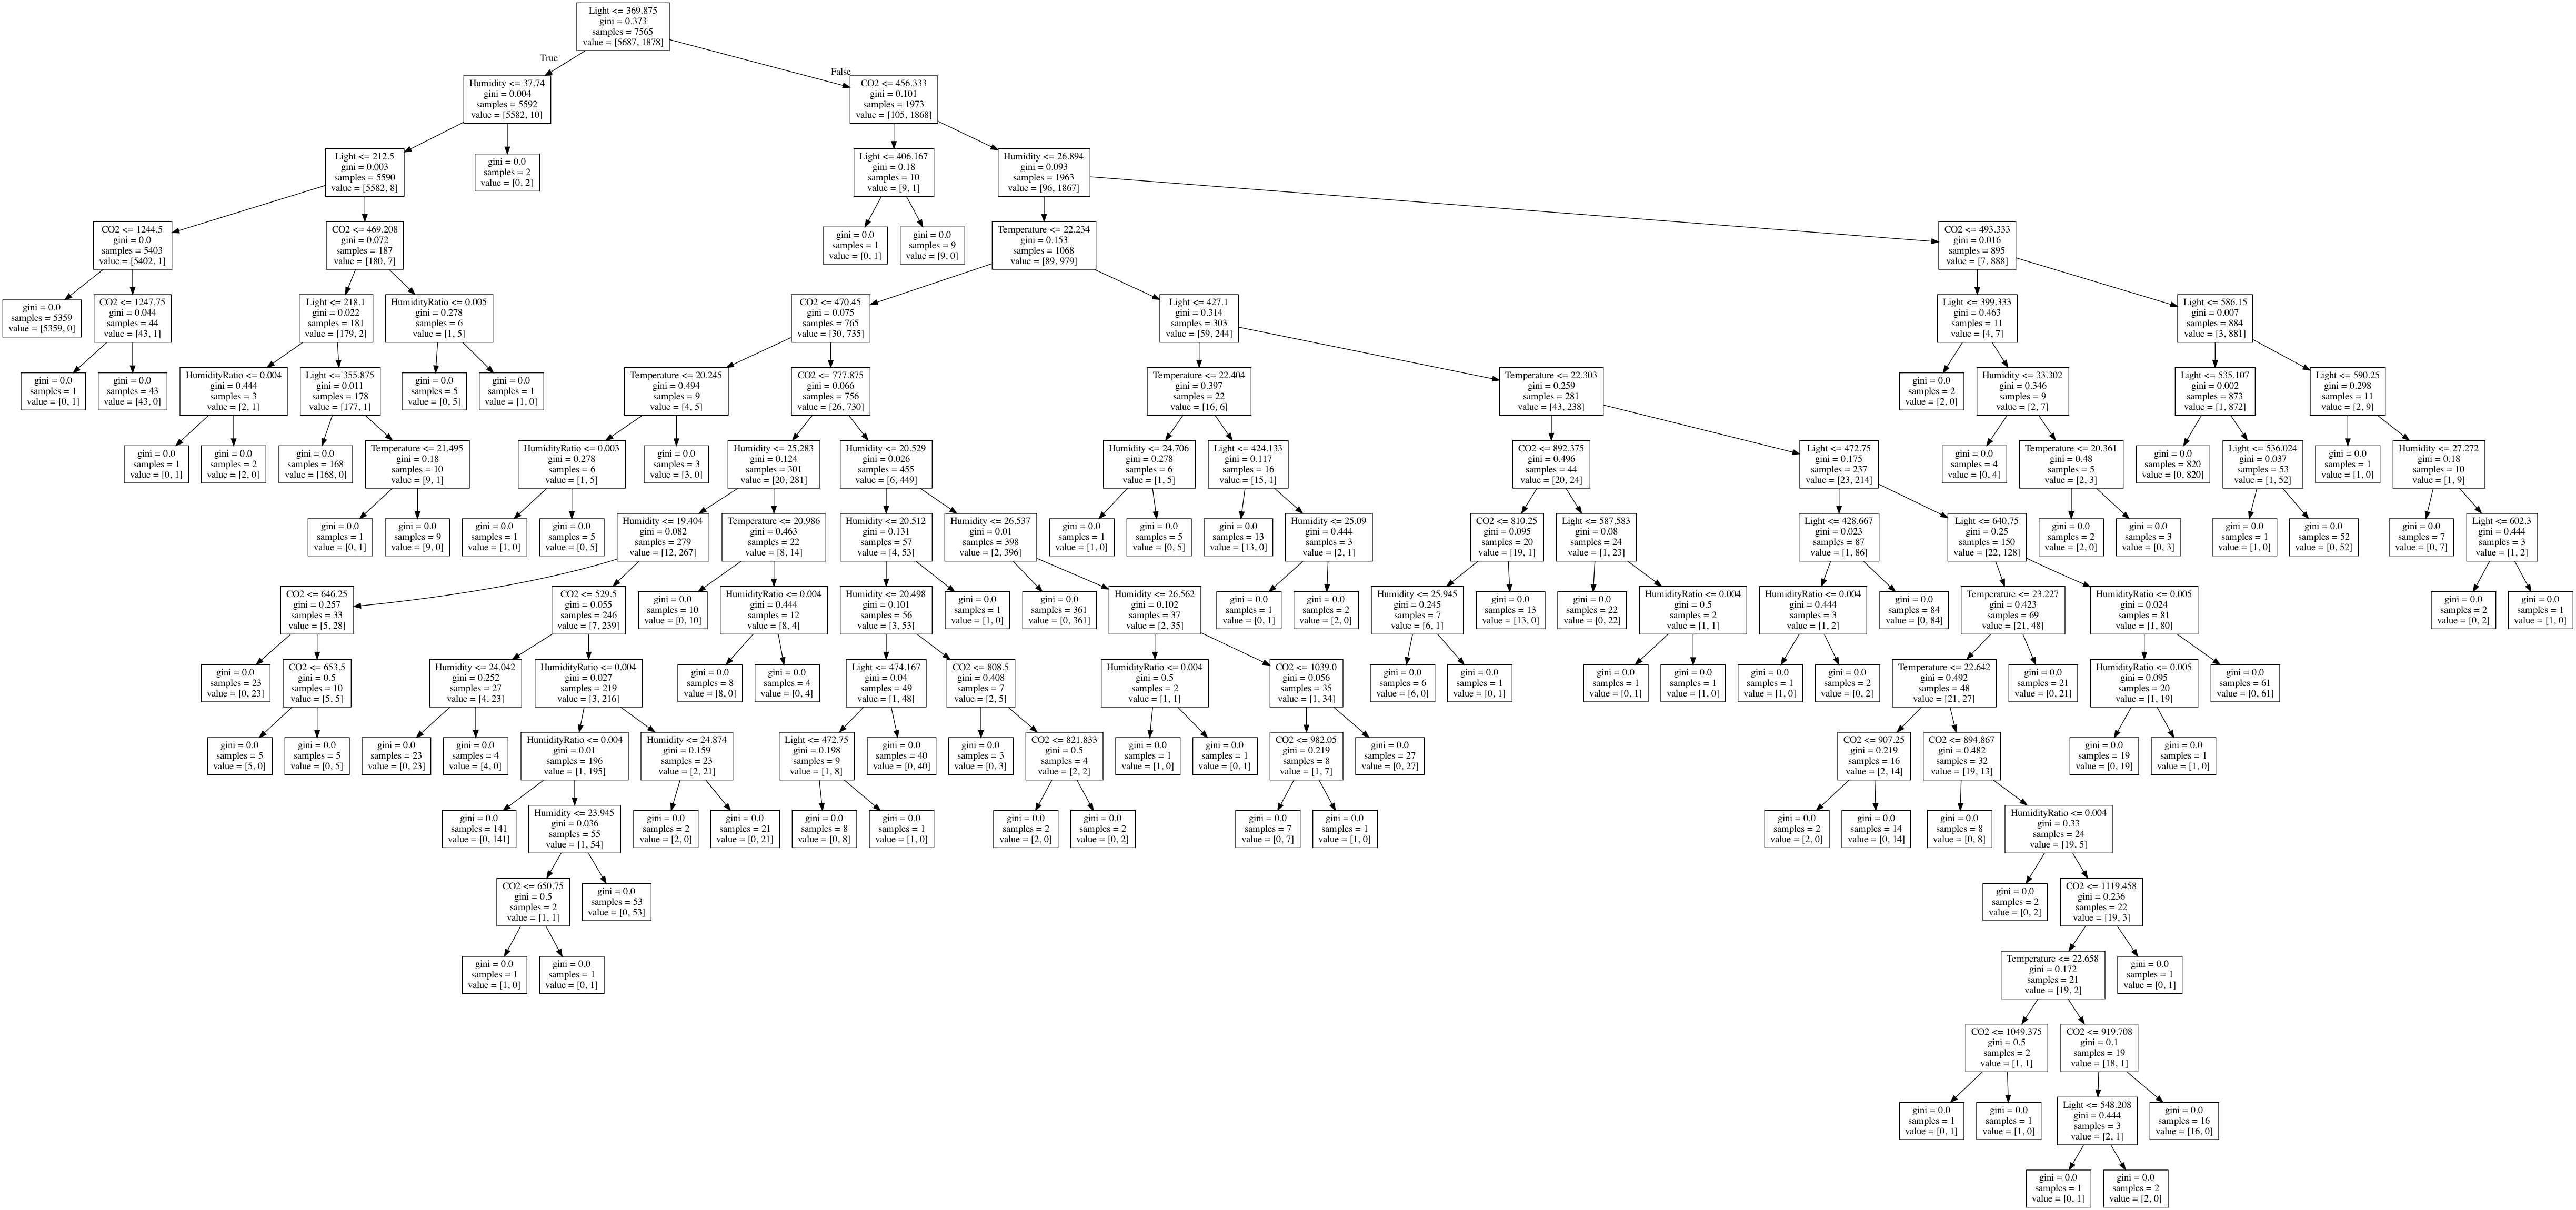 Light <= 369.875
gini = 0.373
samples = 7565
value = [5687, 1878]
True
False
Humidity <= 37.74
gini = 0.004
samples = 5592
value = [5582, 10]
CO2 <= 456.333
gini = 0.101
samples = 1973
value = [105, 1868]
Light <= 212.5
gini = 0.003
samples = 5590
value = [5582, 8]
gini = 0.0
samples = 2
value = [0, 2]
Light <= 406.167
gini = 0.18
samples = 10
value = [9, 1]
Humidity <= 26.894
gini = 0.093
samples = 1963
value = [96, 1867]
CO2 <= 1244.5
gini = 0.0
samples = 5403
value = [5402, 1]
CO2 <= 469.208
gini = 0.072
samples = 187
value = [180, 7]
gini = 0.0
samples = 1
value = [0, 1]
gini = 0.0
samples = 9
value = [9, 0]
Temperature <= 22.234
gini = 0.153
samples = 1068
value = [89, 979]
CO2 <= 493.333
gini = 0.016
samples = 895
value = [7, 888]
gini = 0.0
samples = 5359
value = [5359, 0]
CO2 <= 1247.75
gini = 0.044
samples = 44
value = [43, 1]
Light <= 218.1
gini = 0.022
samples = 181
value = [179, 2]
HumidityRatio <= 0.005
gini = 0.278
samples = 6
value = [1, 5]
CO2 <= 470.45
gini = 0.075
samples = 765
value = [30, 735]
Light <= 427.1
gini = 0.314
samples = 303
value = [59, 244]
Light <= 399.333
gini = 0.463
samples = 11
value = [4, 7]
Light <= 586.15
gini = 0.007
samples = 884
value = [3, 881]
gini = 0.0
samples = 1
value = [0, 1]
gini = 0.0
samples = 43
value = [43, 0]
HumidityRatio <= 0.004
gini = 0.444
samples = 3
value = [2, 1]
Light <= 355.875
gini = 0.011
samples = 178
value = [177, 1]
gini = 0.0
samples = 5
value = [0, 5]
gini = 0.0
samples = 1
value = [1, 0]
Temperature <= 20.245
gini = 0.494
samples = 9
value = [4, 5]
CO2 <= 777.875
gini = 0.066
samples = 756
value = [26, 730]
Temperature <= 22.404
gini = 0.397
samples = 22
value = [16, 6]
Temperature <= 22.303
gini = 0.259
samples = 281
value = [43, 238]
gini = 0.0
samples = 2
value = [2, 0]
Humidity <= 33.302
gini = 0.346
samples = 9
value = [2, 7]
Light <= 535.107
gini = 0.002
samples = 873
value = [1, 872]
Light <= 590.25
gini = 0.298
samples = 11
value = [2, 9]
gini = 0.0
samples = 1
value = [0, 1]
gini = 0.0
samples = 2
value = [2, 0]
gini = 0.0
samples = 168
value = [168, 0]
Temperature <= 21.495
gini = 0.18
samples = 10
value = [9, 1]
HumidityRatio <= 0.003
gini = 0.278
samples = 6
value = [1, 5]
gini = 0.0
samples = 3
value = [3, 0]
Humidity <= 25.283
gini = 0.124
samples = 301
value = [20, 281]
Humidity <= 20.529
gini = 0.026
samples = 455
value = [6, 449]
Humidity <= 24.706
gini = 0.278
samples = 6
value = [1, 5]
Light <= 424.133
gini = 0.117
samples = 16
value = [15, 1]
CO2 <= 892.375
gini = 0.496
samples = 44
value = [20, 24]
Light <= 472.75
gini = 0.175
samples = 237
value = [23, 214]
gini = 0.0
samples = 4
value = [0, 4]
Temperature <= 20.361
gini = 0.48
samples = 5
value = [2, 3]
gini = 0.0
samples = 820
value = [0, 820]
Light <= 536.024
gini = 0.037
samples = 53
value = [1, 52]
gini = 0.0
samples = 1
value = [1, 0]
Humidity <= 27.272
gini = 0.18
samples = 10
value = [1, 9]
gini = 0.0
samples = 1
value = [0, 1]
gini = 0.0
samples = 9
value = [9, 0]
gini = 0.0
samples = 1
value = [1, 0]
gini = 0.0
samples = 5
value = [0, 5]
Humidity <= 19.404
gini = 0.082
samples = 279
value = [12, 267]
Temperature <= 20.986
gini = 0.463
samples = 22
value = [8, 14]
Humidity <= 20.512
gini = 0.131
samples = 57
value = [4, 53]
Humidity <= 26.537
gini = 0.01
samples = 398
value = [2, 396]
gini = 0.0
samples = 1
value = [1, 0]
gini = 0.0
samples = 5
value = [0, 5]
gini = 0.0
samples = 13
value = [13, 0]
Humidity <= 25.09
gini = 0.444
samples = 3
value = [2, 1]
CO2 <= 810.25
gini = 0.095
samples = 20
value = [19, 1]
Light <= 587.583
gini = 0.08
samples = 24
value = [1, 23]
Light <= 428.667
gini = 0.023
samples = 87
value = [1, 86]
Light <= 640.75
gini = 0.25
samples = 150
value = [22, 128]
gini = 0.0
samples = 2
value = [2, 0]
gini = 0.0
samples = 3
value = [0, 3]
gini = 0.0
samples = 1
value = [1, 0]
gini = 0.0
samples = 52
value = [0, 52]
gini = 0.0
samples = 7
value = [0, 7]
Light <= 602.3
gini = 0.444
samples = 3
value = [1, 2]
CO2 <= 646.25
gini = 0.257
samples = 33
value = [5, 28]
CO2 <= 529.5
gini = 0.055
samples = 246
value = [7, 239]
gini = 0.0
samples = 10
value = [0, 10]
HumidityRatio <= 0.004
gini = 0.444
samples = 12
value = [8, 4]
Humidity <= 20.498
gini = 0.101
samples = 56
value = [3, 53]
gini = 0.0
samples = 1
value = [1, 0]
gini = 0.0
samples = 361
value = [0, 361]
Humidity <= 26.562
gini = 0.102
samples = 37
value = [2, 35]
gini = 0.0
samples = 1
value = [0, 1]
gini = 0.0
samples = 2
value = [2, 0]
Humidity <= 25.945
gini = 0.245
samples = 7
value = [6, 1]
gini = 0.0
samples = 13
value = [13, 0]
gini = 0.0
samples = 22
value = [0, 22]
HumidityRatio <= 0.004
gini = 0.5
samples = 2
value = [1, 1]
HumidityRatio <= 0.004
gini = 0.444
samples = 3
value = [1, 2]
gini = 0.0
samples = 84
value = [0, 84]
Temperature <= 23.227
gini = 0.423
samples = 69
value = [21, 48]
HumidityRatio <= 0.005
gini = 0.024
samples = 81
value = [1, 80]
gini = 0.0
samples = 2
value = [0, 2]
gini = 0.0
samples = 1
value = [1, 0]
gini = 0.0
samples = 23
value = [0, 23]
CO2 <= 653.5
gini = 0.5
samples = 10
value = [5, 5]
Humidity <= 24.042
gini = 0.252
samples = 27
value = [4, 23]
HumidityRatio <= 0.004
gini = 0.027
samples = 219
value = [3, 216]
gini = 0.0
samples = 8
value = [8, 0]
gini = 0.0
samples = 4
value = [0, 4]
Light <= 474.167
gini = 0.04
samples = 49
value = [1, 48]
CO2 <= 808.5
gini = 0.408
samples = 7
value = [2, 5]
HumidityRatio <= 0.004
gini = 0.5
samples = 2
value = [1, 1]
CO2 <= 1039.0
gini = 0.056
samples = 35
value = [1, 34]
gini = 0.0
samples = 6
value = [6, 0]
gini = 0.0
samples = 1
value = [0, 1]
gini = 0.0
samples = 1
value = [0, 1]
gini = 0.0
samples = 1
value = [1, 0]
gini = 0.0
samples = 1
value = [1, 0]
gini = 0.0
samples = 2
value = [0, 2]
Temperature <= 22.642
gini = 0.492
samples = 48
value = [21, 27]
gini = 0.0
samples = 21
value = [0, 21]
HumidityRatio <= 0.005
gini = 0.095
samples = 20
value = [1, 19]
gini = 0.0
samples = 61
value = [0, 61]
gini = 0.0
samples = 5
value = [5, 0]
gini = 0.0
samples = 5
value = [0, 5]
gini = 0.0
samples = 23
value = [0, 23]
gini = 0.0
samples = 4
value = [4, 0]
HumidityRatio <= 0.004
gini = 0.01
samples = 196
value = [1, 195]
Humidity <= 24.874
gini = 0.159
samples = 23
value = [2, 21]
Light <= 472.75
gini = 0.198
samples = 9
value = [1, 8]
gini = 0.0
samples = 40
value = [0, 40]
gini = 0.0
samples = 3
value = [0, 3]
CO2 <= 821.833
gini = 0.5
samples = 4
value = [2, 2]
gini = 0.0
samples = 1
value = [1, 0]
gini = 0.0
samples = 1
value = [0, 1]
CO2 <= 982.05
gini = 0.219
samples = 8
value = [1, 7]
gini = 0.0
samples = 27
value = [0, 27]
CO2 <= 907.25
gini = 0.219
samples = 16
value = [2, 14]
CO2 <= 894.867
gini = 0.482
samples = 32
value = [19, 13]
gini = 0.0
samples = 19
value = [0, 19]
gini = 0.0
samples = 1
value = [1, 0]
gini = 0.0
samples = 141
value = [0, 141]
Humidity <= 23.945
gini = 0.036
samples = 55
value = [1, 54]
gini = 0.0
samples = 2
value = [2, 0]
gini = 0.0
samples = 21
value = [0, 21]
gini = 0.0
samples = 8
value = [0, 8]
gini = 0.0
samples = 1
value = [1, 0]
gini = 0.0
samples = 2
value = [2, 0]
gini = 0.0
samples = 2
value = [0, 2]
gini = 0.0
samples = 7
value = [0, 7]
gini = 0.0
samples = 1
value = [1, 0]
gini = 0.0
samples = 2
value = [2, 0]
gini = 0.0
samples = 14
value = [0, 14]
gini = 0.0
samples = 8
value = [0, 8]
HumidityRatio <= 0.004
gini = 0.33
samples = 24
value = [19, 5]
CO2 <= 650.75
gini = 0.5
samples = 2
value = [1, 1]
gini = 0.0
samples = 53
value = [0, 53]
gini = 0.0
samples = 2
value = [0, 2]
CO2 <= 1119.458
gini = 0.236
samples = 22
value = [19, 3]
gini = 0.0
samples = 1
value = [1, 0]
gini = 0.0
samples = 1
value = [0, 1]
Temperature <= 22.658
gini = 0.172
samples = 21
value = [19, 2]
gini = 0.0
samples = 1
value = [0, 1]
CO2 <= 1049.375
gini = 0.5
samples = 2
value = [1, 1]
CO2 <= 919.708
gini = 0.1
samples = 19
value = [18, 1]
gini = 0.0
samples = 1
value = [0, 1]
gini = 0.0
samples = 1
value = [1, 0]
Light <= 548.208
gini = 0.444
samples = 3
value = [2, 1]
gini = 0.0
samples = 16
value = [16, 0]
gini = 0.0
samples = 1
value = [0, 1]
gini = 0.0
samples = 2
value = [2, 0]